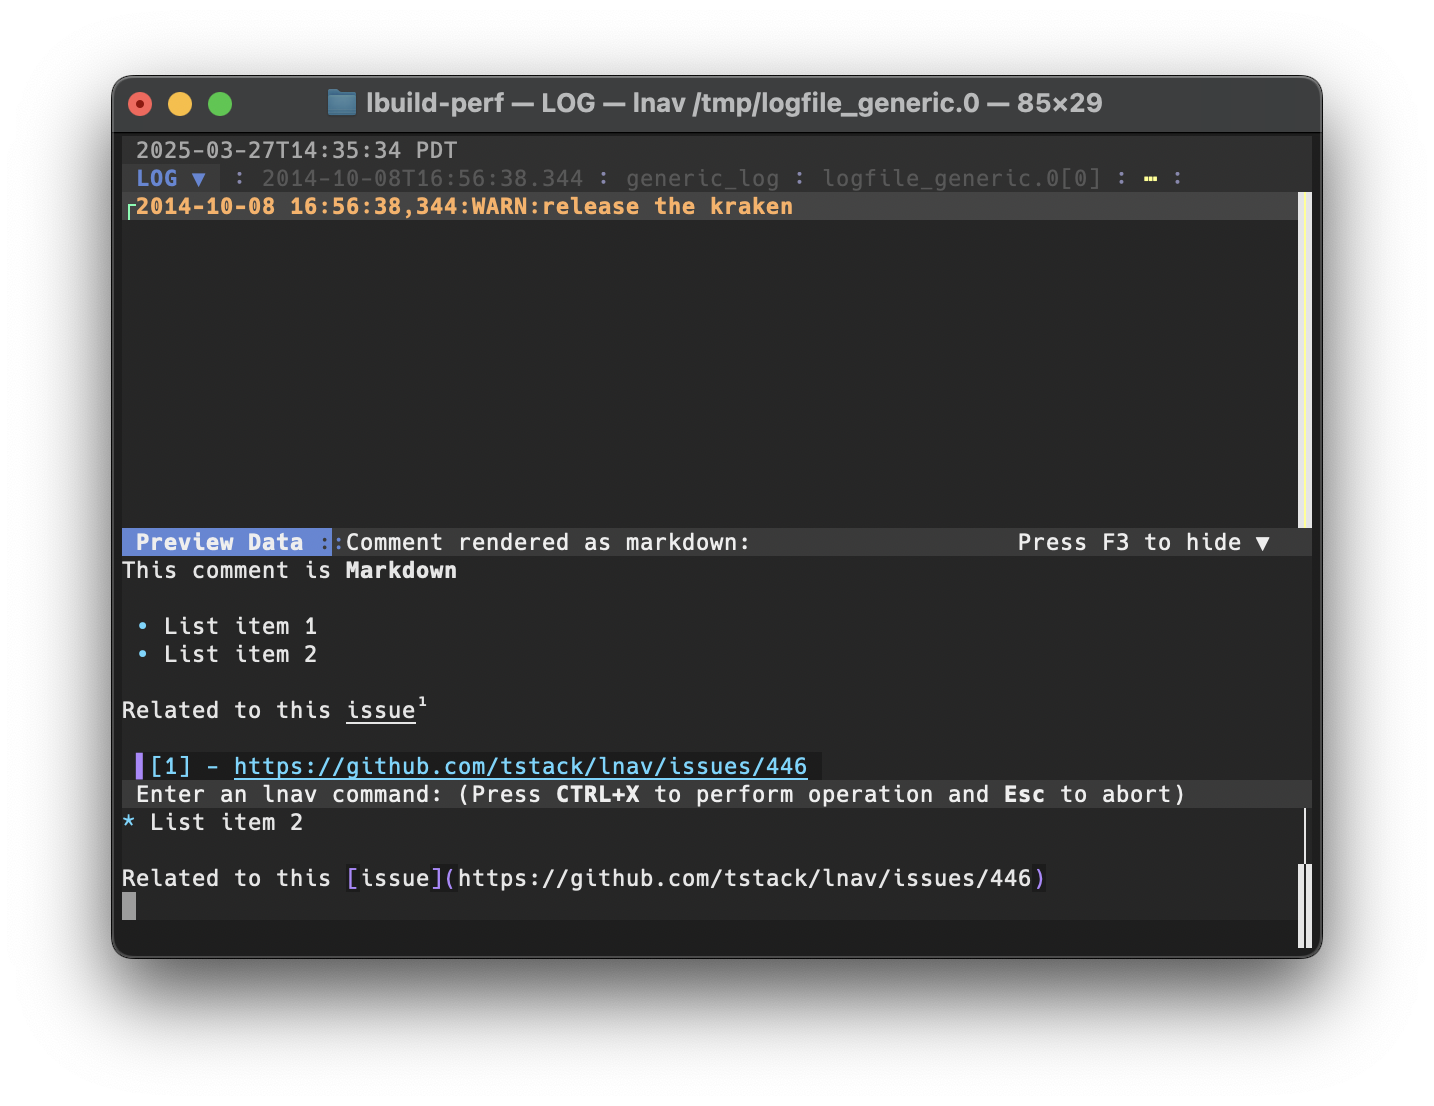 lbuild-perf — LOG — lnav /tmp/logfile_generic.0 — 85×29
2025-03-27T14:35:34 PDT
LOG ▼ : 2014-10-08T16:56:38.344 : generic_log : logfile_generic.0[0] : ⋯ :
2014-10-08 16:56:38,344:WARN:release the kraken
Preview Data ::Comment rendered as markdown: Press F3 to hide ▼
This comment is Markdown
• List item 1
• List item 2
Related to this issue¹
[1] - https://github.com/tstack/lnav/issues/446
Enter an lnav command: (Press CTRL+X to perform operation and Esc to abort)
* List item 2
Related to this [issue](https://github.com/tstack/lnav/issues/446)